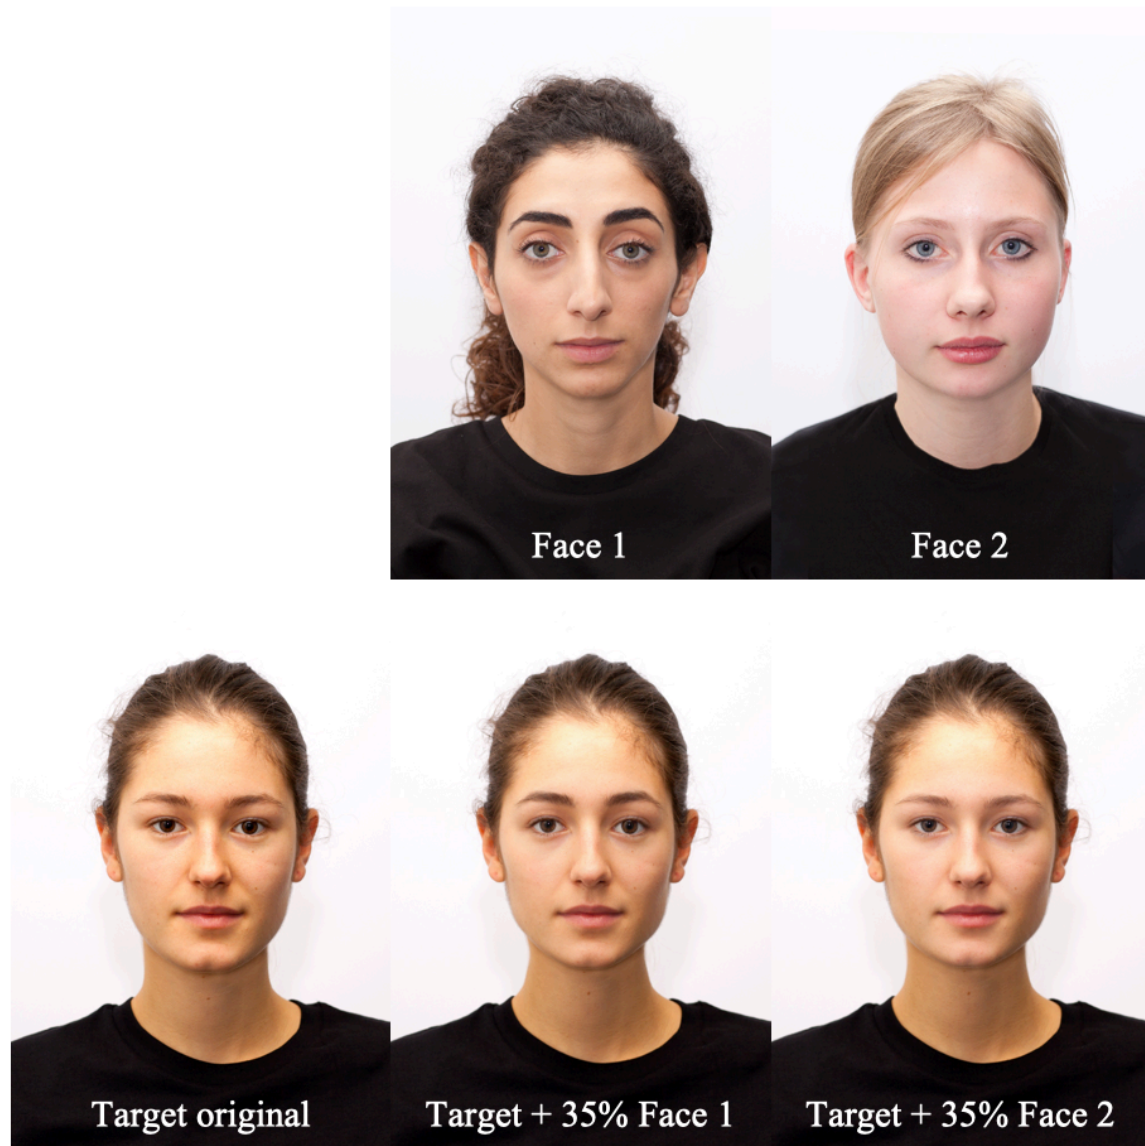 Face 1
Face 2
Target original
Target + 35% Face 1
Target + 35% Face 2